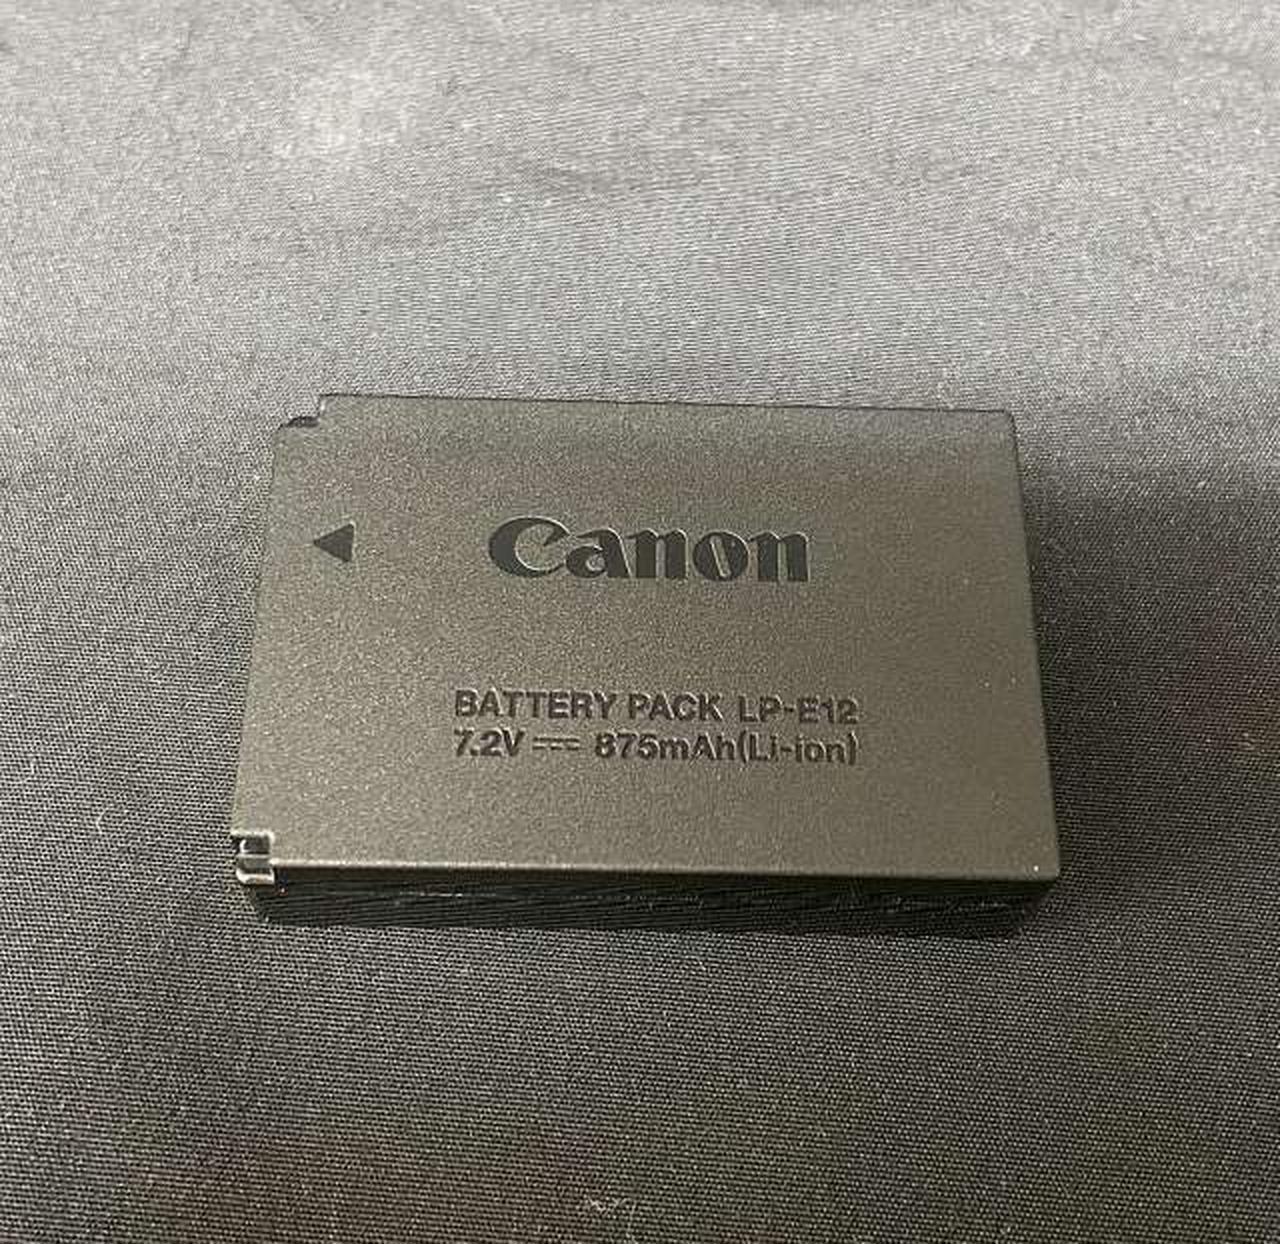 Canon
BATTERY PACK LP-E12
7.2V ⎓ 875mAh(Li-ion)